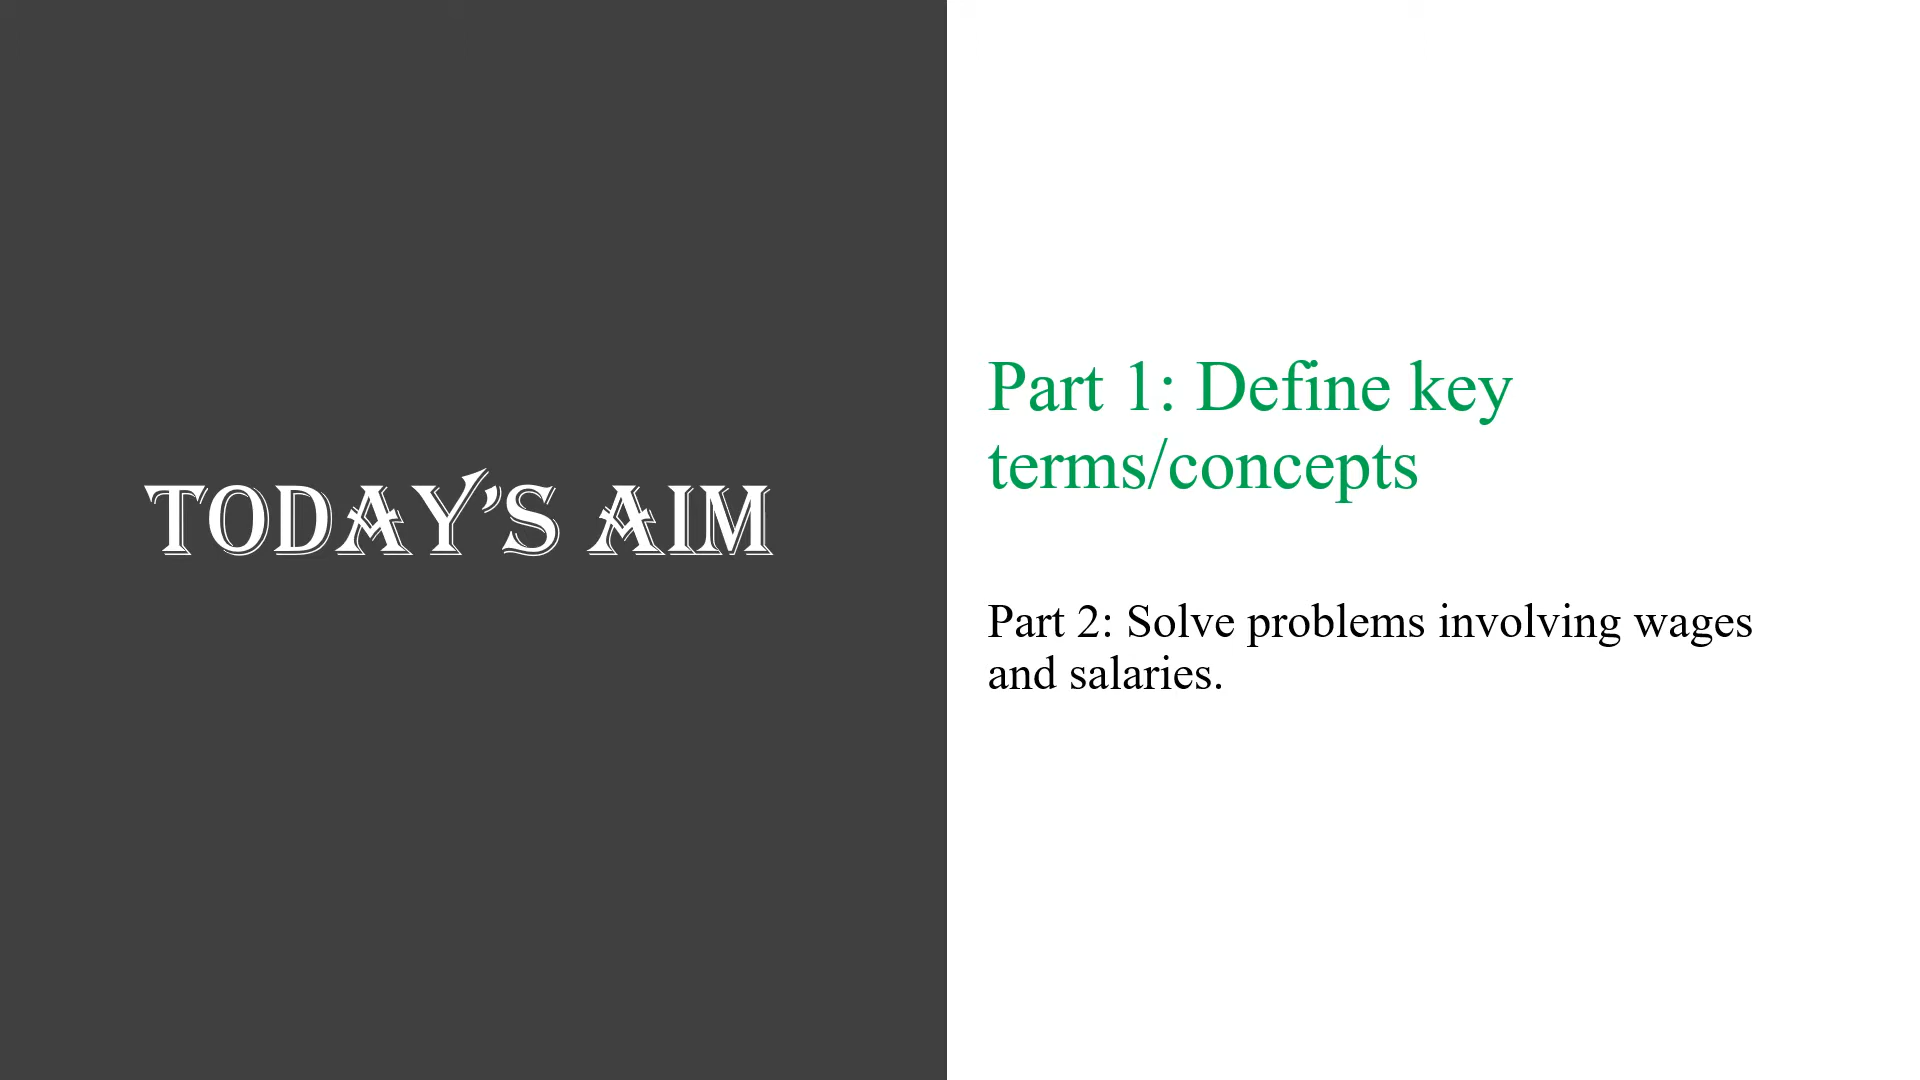 TODAY’S AIM
Part 1: Define key
terms/concepts
Part 2: Solve problems involving wages
and salaries.